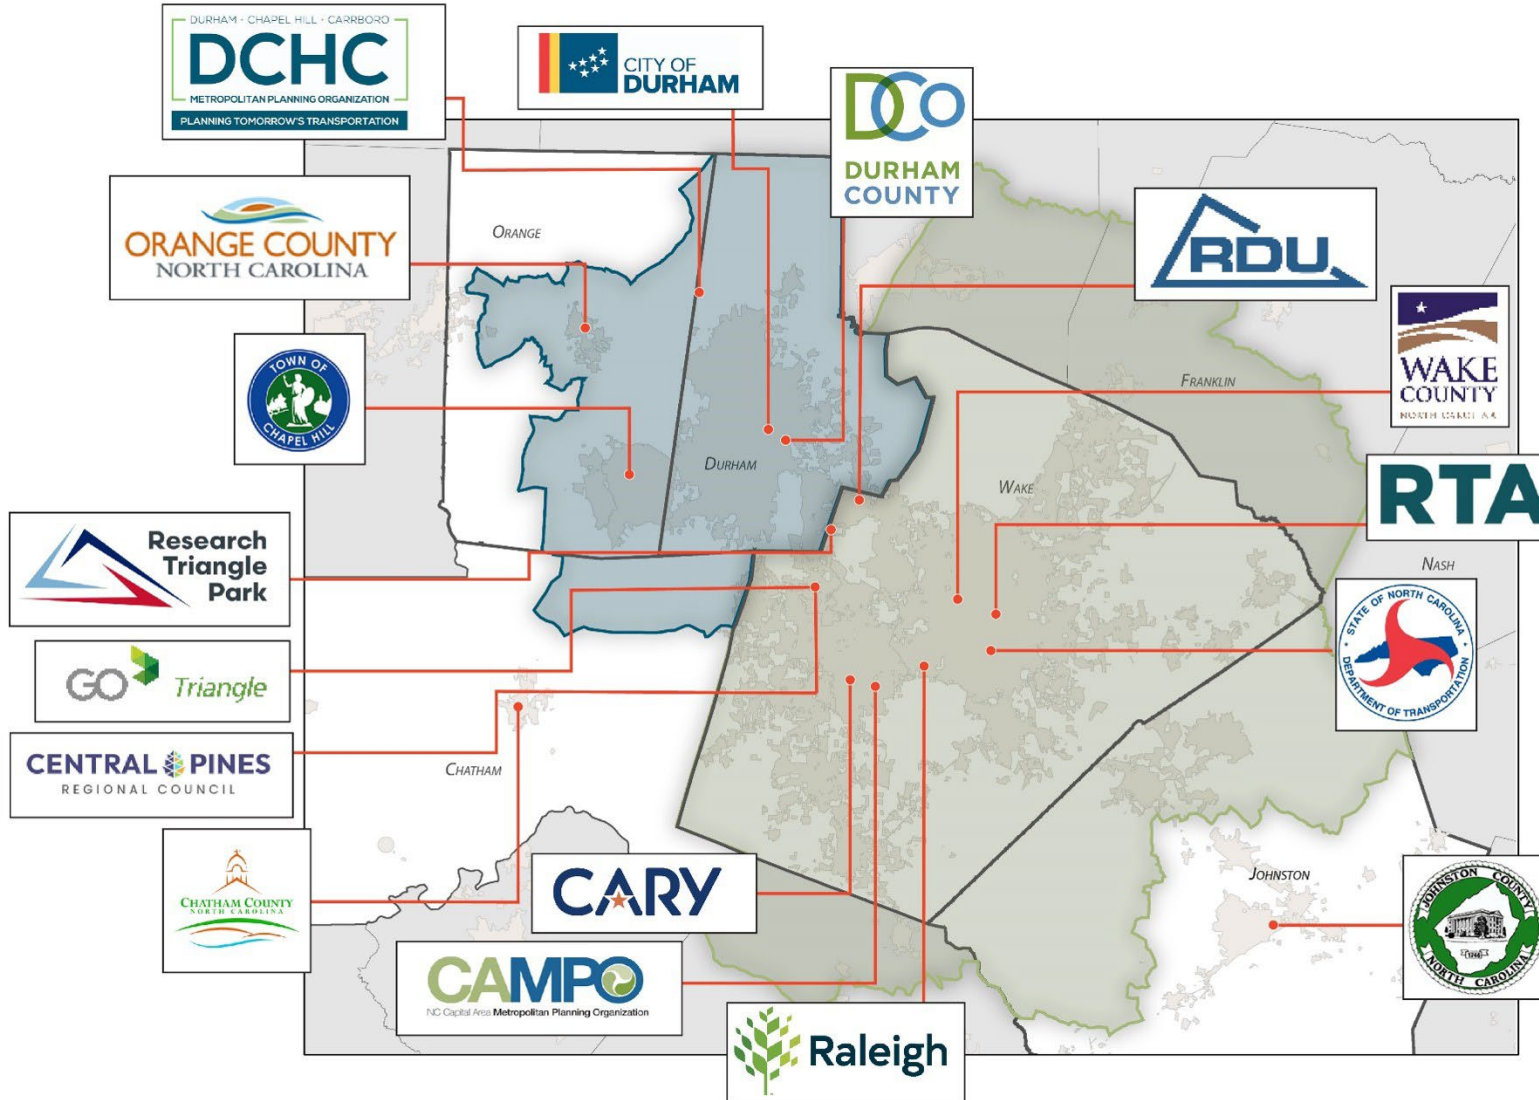 DURHAM · CHAPEL HILL · CARRBORO
DCHC
METROPOLITAN PLANNING ORGANIZATION
PLANNING TOMORROW'S TRANSPORTATION
CITY OF
DURHAM
DCo
DURHAM
COUNTY
ORANGE COUNTY
NORTH CAROLINA
ORANGE
RDU
WAKE
COUNTY
NORTH CAROLINA
TOWN OF
CHAPEL HILL
FRANKLIN
DURHAM
WAKE
RTA
Research
Triangle
Park
NASH
STATE OF NORTH CAROLINA
DEPARTMENT OF TRANSPORTATION
GO Triangle
CENTRAL PINES
REGIONAL COUNCIL
CHATHAM
CHATHAM COUNTY
NORTH CAROLINA
CARY
JOHNSTON
JOHNSTON COUNTY
NORTH CAROLINA
CAMPO
NC Capital Area Metropolitan Planning Organization
Raleigh